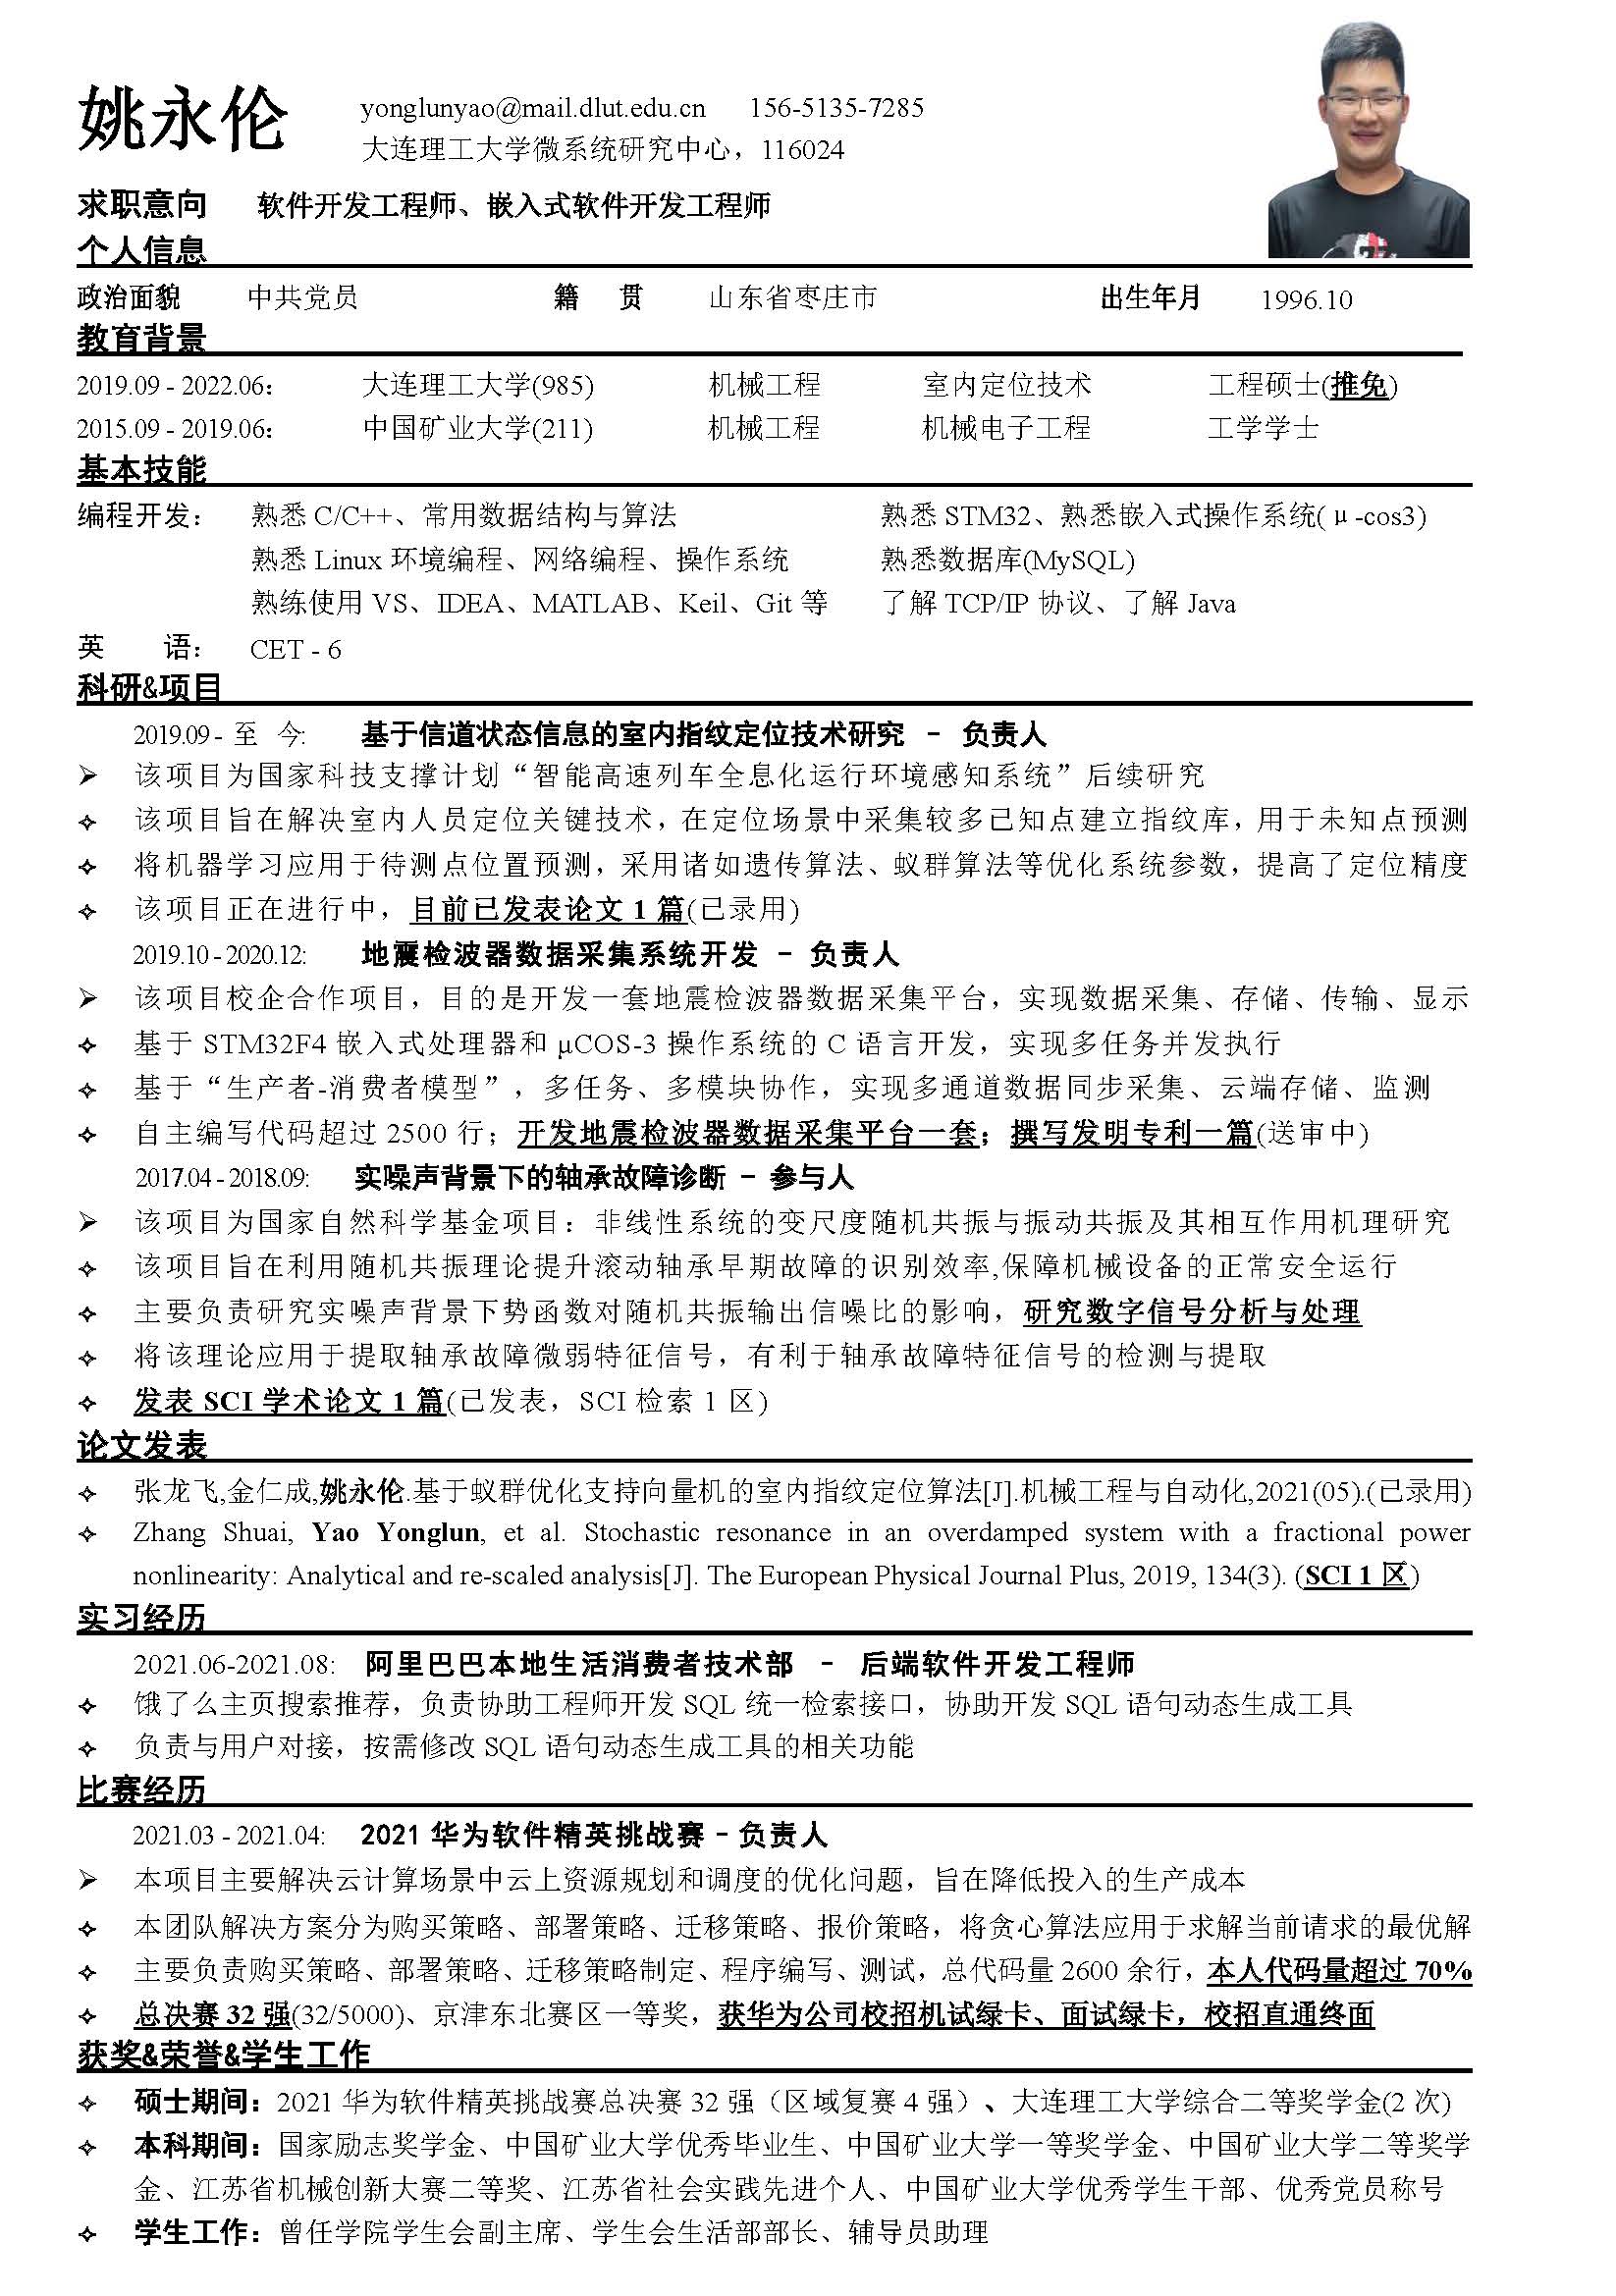 姚永伦
yonglunyao@mail.dlut.edu.cn 156-5135-7285
大连理工大学微系统研究中心，116024
求职意向 软件开发工程师、嵌入式软件开发工程师
个人信息
政治面貌 中共党员 籍 贯 山东省枣庄市 出生年月 1996.10
教育背景
2019.09 - 2022.06： 大连理工大学(985) 机械工程 室内定位技术 工程硕士(推免)
2015.09 - 2019.06： 中国矿业大学(211) 机械工程 机械电子工程 工学学士
基本技能
编程开发： 熟悉 C/C++、常用数据结构与算法 熟悉 STM32、熟悉嵌入式操作系统(μ-cos3)
熟悉 Linux 环境编程、网络编程、操作系统 熟悉数据库(MySQL)
熟练使用 VS、IDEA、MATLAB、Keil、Git 等 了解 TCP/IP 协议、了解 Java
英 语： CET - 6
科研&项目
2019.09 - 至 今: 基于信道状态信息的室内指纹定位技术研究 - 负责人
➢ 该项目为国家科技支撑计划“智能高速列车全息化运行环境感知系统”后续研究
✧ 该项目旨在解决室内人员定位关键技术，在定位场景中采集较多已知点建立指纹库，用于未知点预测
✧ 将机器学习应用于待测点位置预测，采用诸如遗传算法、蚁群算法等优化系统参数，提高了定位精度
✧ 该项目正在进行中，目前已发表论文 1 篇(已录用)
2019.10 - 2020.12: 地震检波器数据采集系统开发 - 负责人
➢ 该项目校企合作项目，目的是开发一套地震检波器数据采集平台，实现数据采集、存储、传输、显示
✧ 基于 STM32F4 嵌入式处理器和 μCOS-3 操作系统的 C 语言开发，实现多任务并发执行
✧ 基于“生产者-消费者模型”，多任务、多模块协作，实现多通道数据同步采集、云端存储、监测
✧ 自主编写代码超过 2500 行；开发地震检波器数据采集平台一套；撰写发明专利一篇(送审中)
2017.04 - 2018.09: 实噪声背景下的轴承故障诊断 - 参与人
➢ 该项目为国家自然科学基金项目：非线性系统的变尺度随机共振与振动共振及其相互作用机理研究
✧ 该项目旨在利用随机共振理论提升滚动轴承早期故障的识别效率,保障机械设备的正常安全运行
✧ 主要负责研究实噪声背景下势函数对随机共振输出信噪比的影响，研究数字信号分析与处理
✧ 将该理论应用于提取轴承故障微弱特征信号，有利于轴承故障特征信号的检测与提取
✧ 发表 SCI 学术论文 1 篇(已发表，SCI 检索 1 区)
论文发表
✧ 张龙飞,金仁成,姚永伦.基于蚁群优化支持向量机的室内指纹定位算法[J].机械工程与自动化,2021(05).(已录用)
✧ Zhang Shuai, Yao Yonglun, et al. Stochastic resonance in an overdamped system with a fractional power
nonlinearity: Analytical and re-scaled analysis[J]. The European Physical Journal Plus, 2019, 134(3). (SCI 1 区)
实习经历
2021.06-2021.08: 阿里巴巴本地生活消费者技术部 - 后端软件开发工程师
✧ 饿了么主页搜索推荐，负责协助工程师开发 SQL 统一检索接口，协助开发 SQL 语句动态生成工具
✧ 负责与用户对接，按需修改 SQL 语句动态生成工具的相关功能
比赛经历
2021.03 - 2021.04: 2021 华为软件精英挑战赛 - 负责人
➢ 本项目主要解决云计算场景中云上资源规划和调度的优化问题，旨在降低投入的生产成本
✧ 本团队解决方案分为购买策略、部署策略、迁移策略、报价策略，将贪心算法应用于求解当前请求的最优解
✧ 主要负责购买策略、部署策略、迁移策略制定、程序编写、测试，总代码量 2600 余行，本人代码量超过 70%
✧ 总决赛 32 强(32/5000)、京津东北赛区一等奖，获华为公司校招机试绿卡、面试绿卡，校招直通终面
获奖&荣誉&学生工作
✧ 硕士期间：2021 华为软件精英挑战赛总决赛 32 强（区域复赛 4 强）、大连理工大学综合二等奖学金(2 次)
✧ 本科期间：国家励志奖学金、中国矿业大学优秀毕业生、中国矿业大学一等奖学金、中国矿业大学二等奖学
金、江苏省机械创新大赛二等奖、江苏省社会实践先进个人、中国矿业大学优秀学生干部、优秀党员称号
✧ 学生工作：曾任学院学生会副主席、学生会生活部部长、辅导员助理